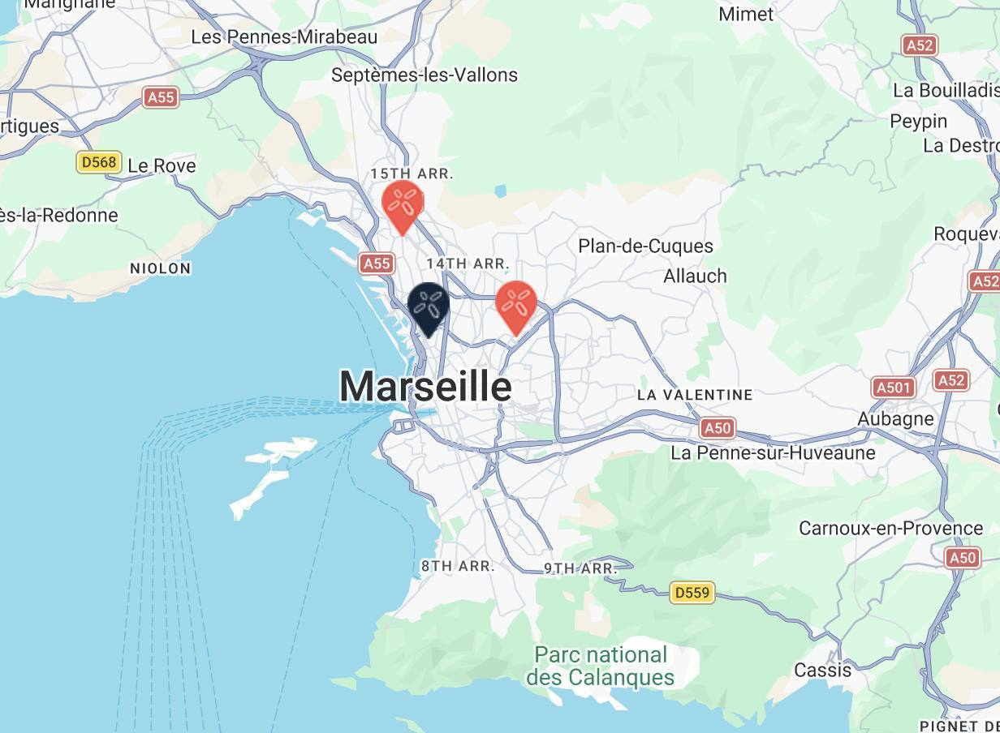 Marignane
Mimet
Les Pennes-Mirabeau
A52
Septèmes-les-Vallons
A55
La Bouilladis
rtigues
Peypin
La Destro
D568
Le Rove
15TH ARR.
ès-la-Redonne
Roqueva
NIOLON
A55
14TH ARR.
Plan-de-Cuques
Allauch
A52
Marseille
LA VALENTINE
A501
A52
Aubagne
A50
La Penne-sur-Huveaune
Carnoux-en-Provence
A50
8TH ARR.
9TH ARR.
D559
Parc national
des Calanques
Cassis
PIGNET DE